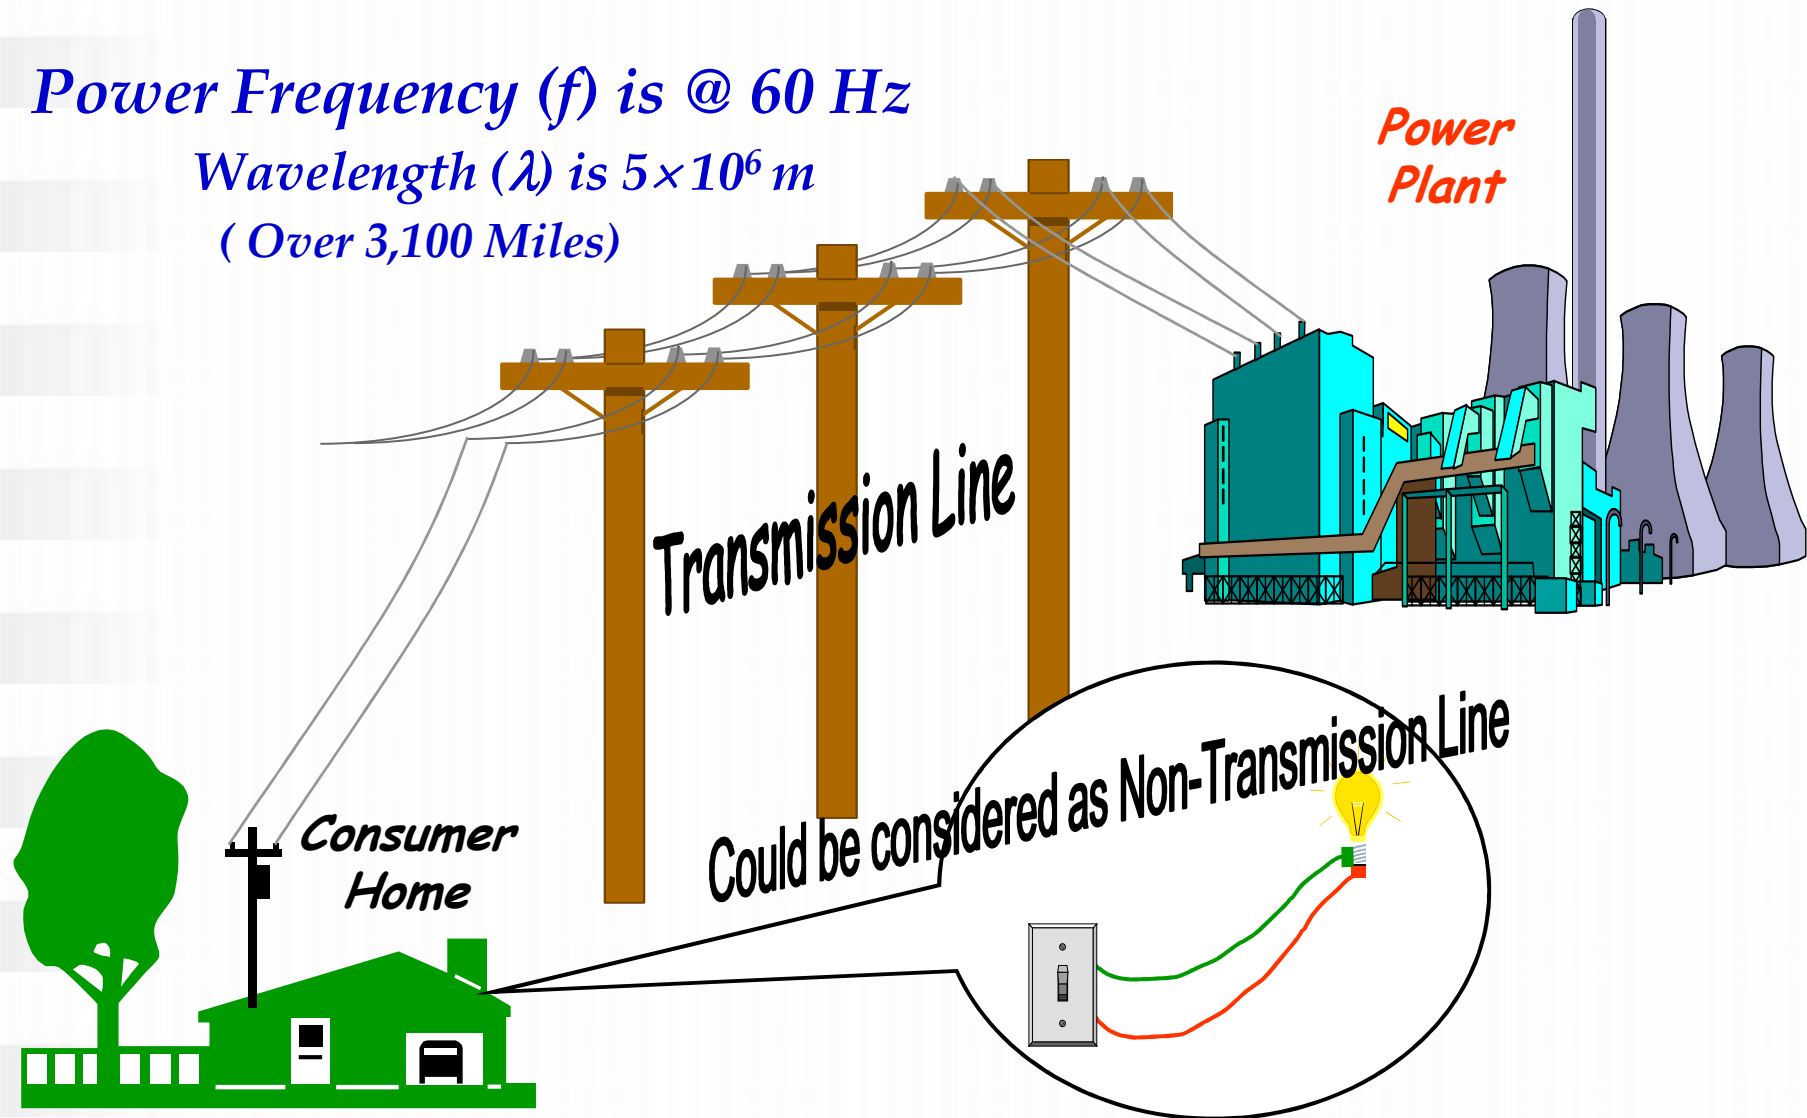 Power Frequency (f) is @ 60 Hz
Wavelength (λ) is 5×10⁶ m
( Over 3,100 Miles)
Power
Plant
Transmission Line
Could be considered as Non-Transmission Line
Consumer
Home